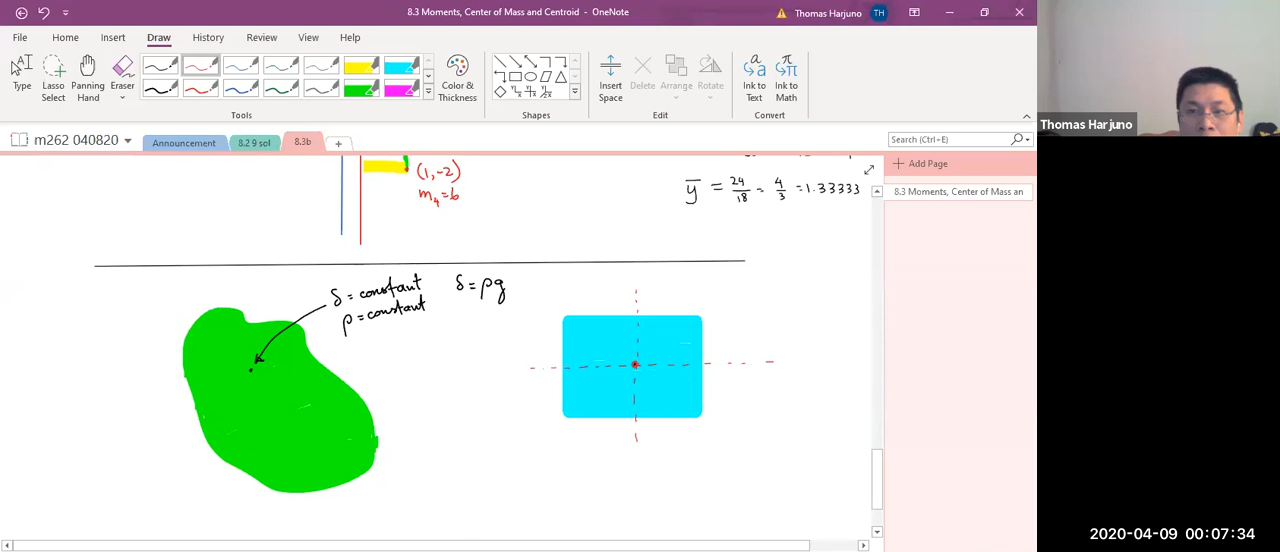 8.3 Moments, Center of Mass and Centroid - OneNote
Thomas Harjuno
TH
File Home Insert Draw History Review View Help
Type
Lasso Select
Panning Hand
Eraser
Color & Thickness
Insert Space
Delete
Arrange
Rotate
Ink to Text
Ink to Math
Tools
Shapes
Edit
Convert
m262 040820
Announcement
8.2 9 sol
8.3b
Search (Ctrl+E)
Add Page
8.3 Moments, Center of Mass an
Thomas Harjuno
(1, -2)
m₄ = 6
y̅ = 24/18 = 4/3 = 1.33333
δ = constant δ = ρg
ρ = constant
2020-04-09 00:07:34